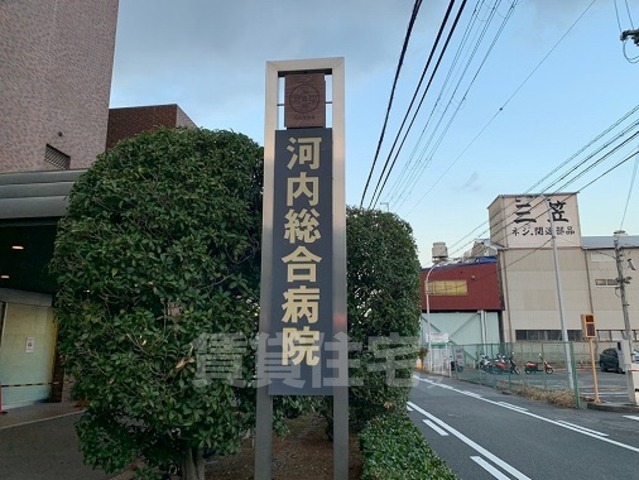 河内総合病院
三笠
ネジ、関連部品
賃貸住宅